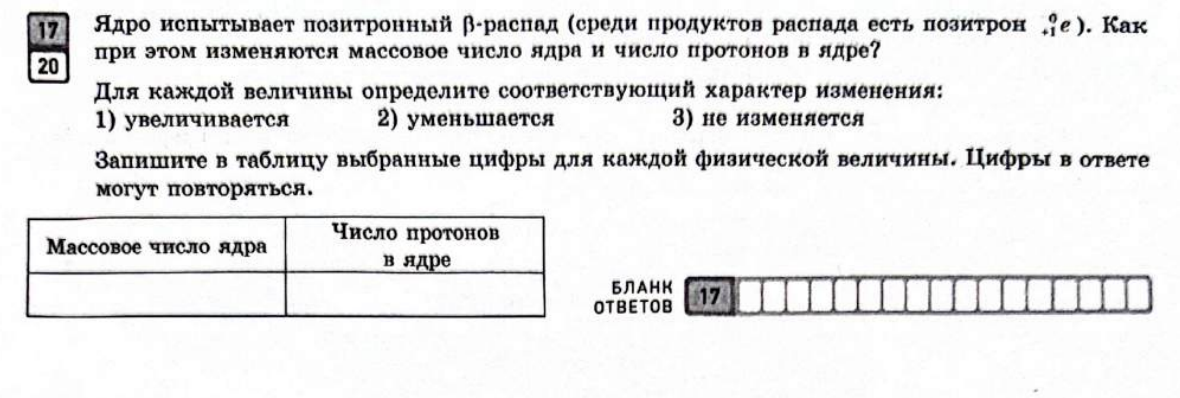 17
20
Ядро испытывает позитронный β-распад (среди продуктов распада есть позитрон ⁰₊₁e). Как
при этом изменяются массовое число ядра и число протонов в ядре?
Для каждой величины определите соответствующий характер изменения:
1) увеличивается 2) уменьшается 3) не изменяется
Запишите в таблицу выбранные цифры для каждой физической величины. Цифры в ответе
могут повторяться.
Массовое число ядра
Число протонов
в ядре
БЛАНК
ОТВЕТОВ
17